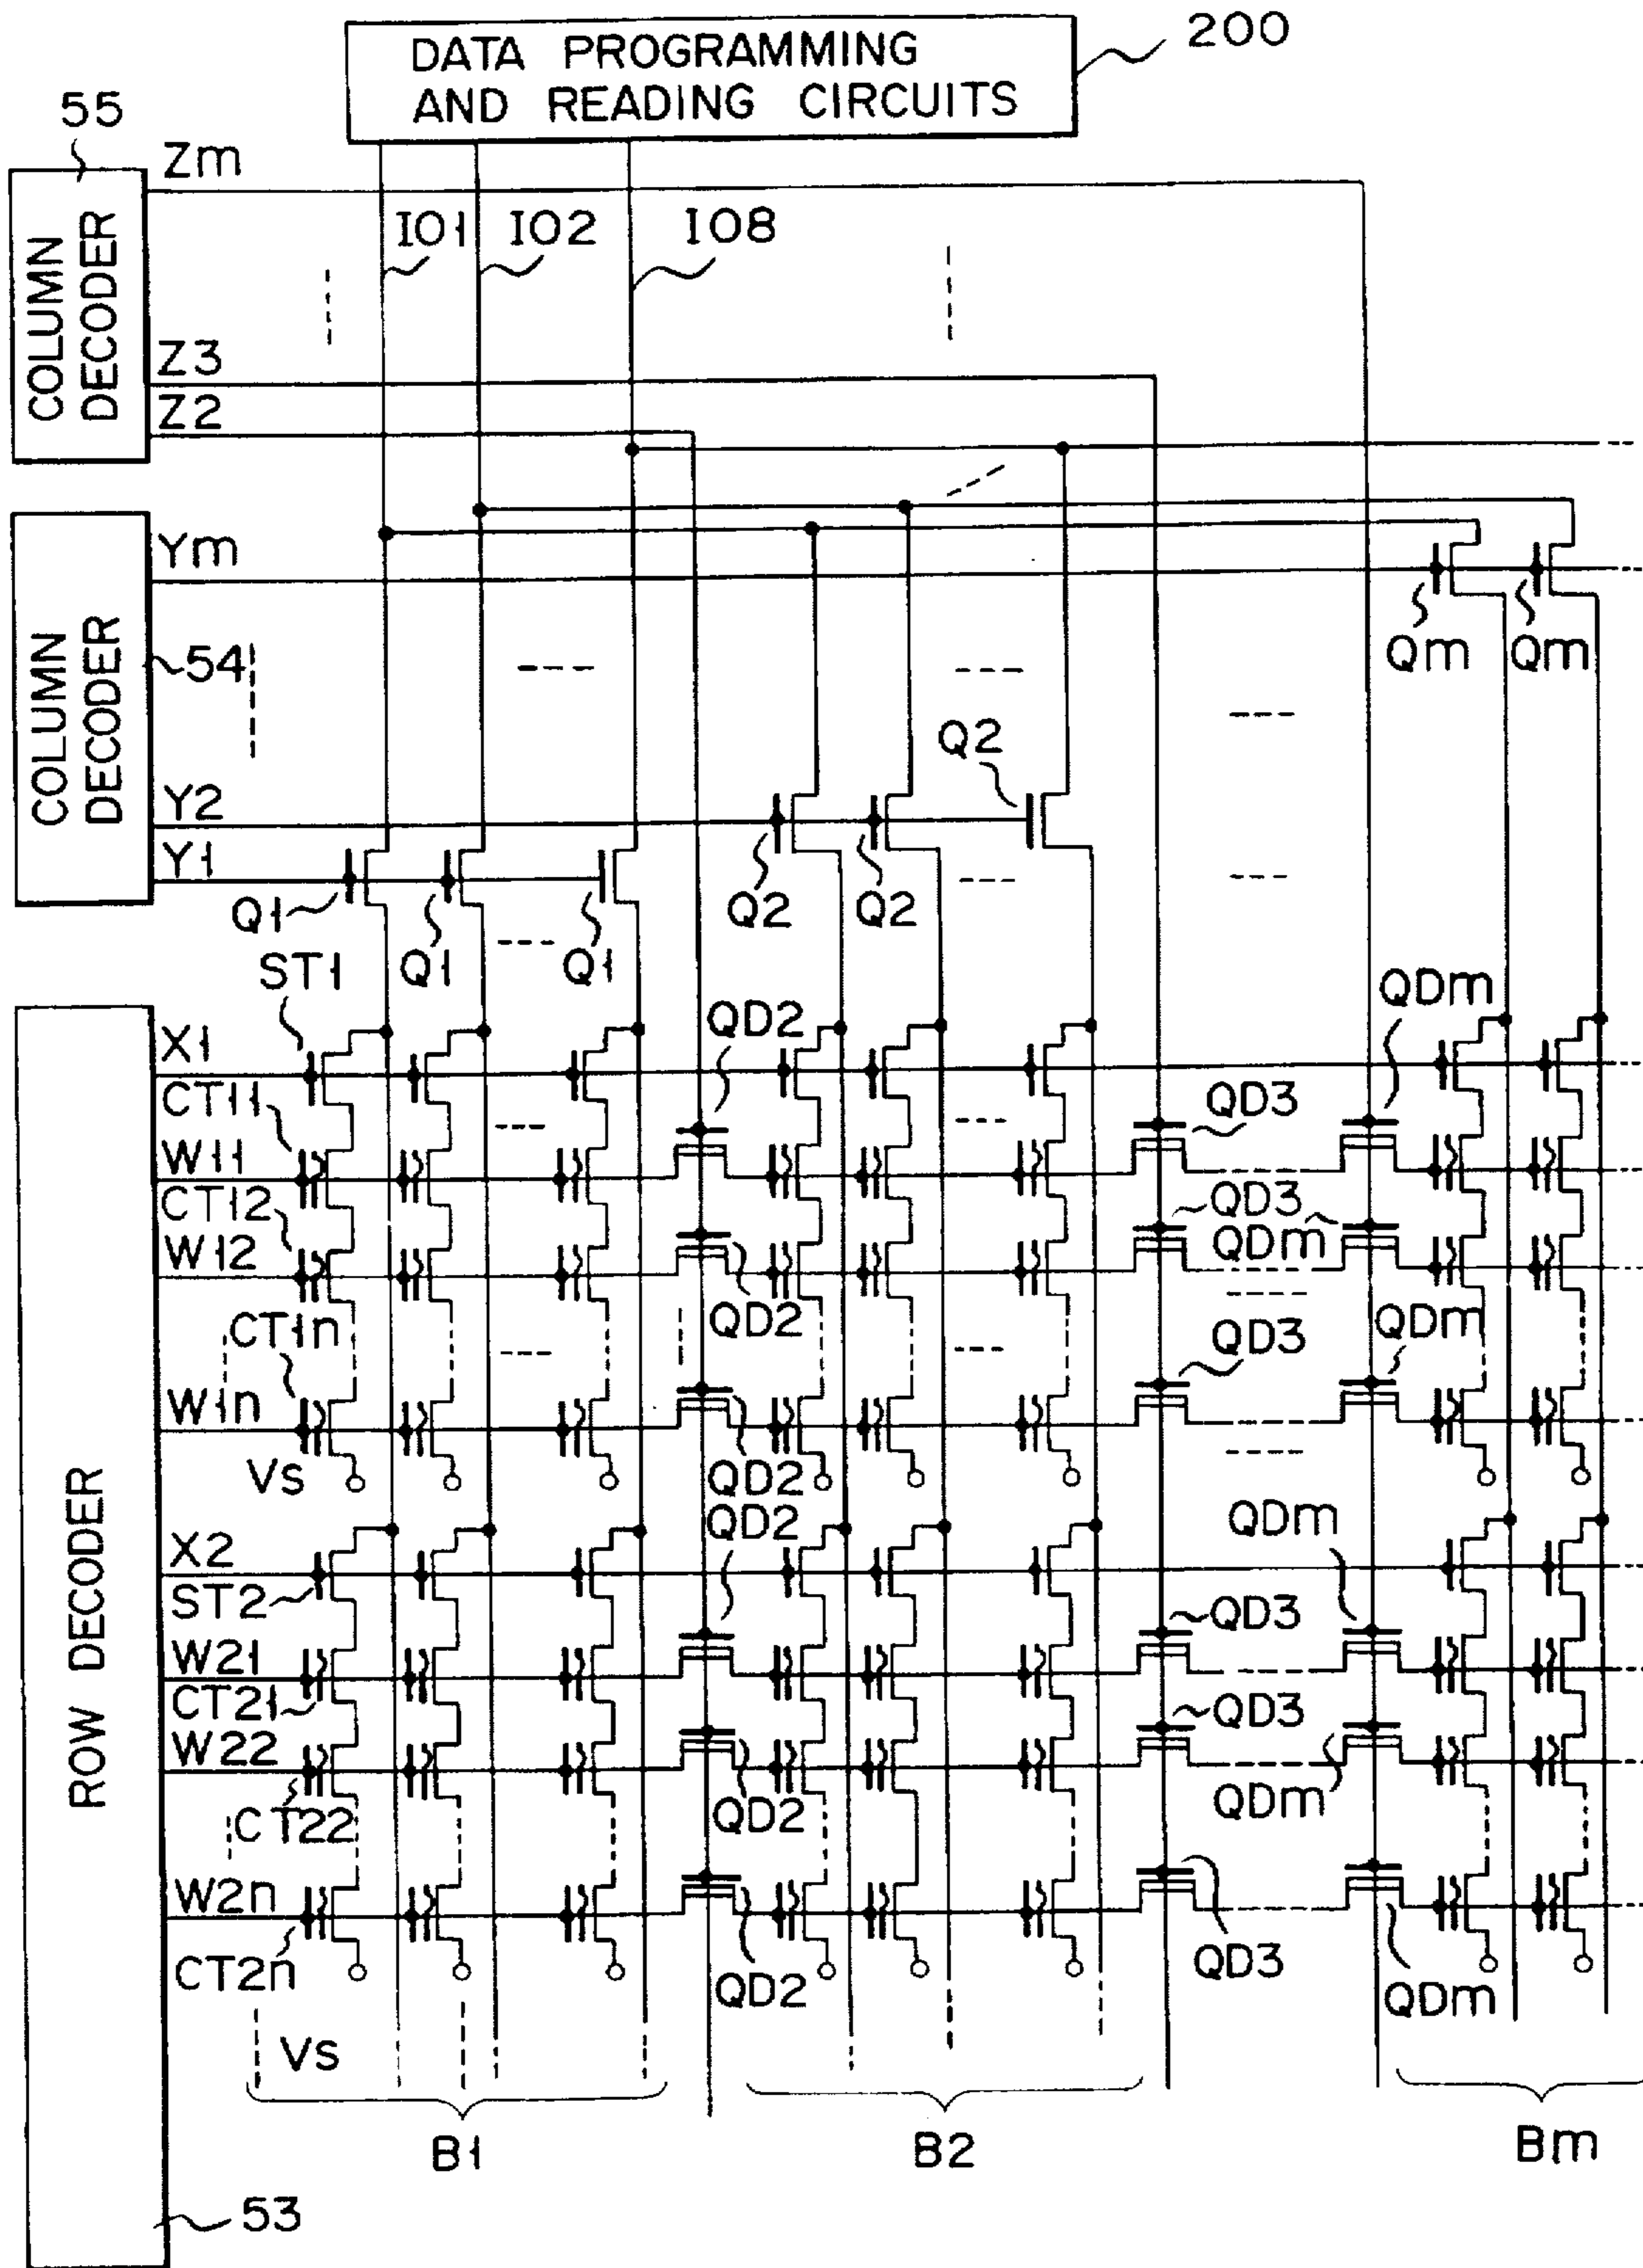 DATA PROGRAMMING
AND READING CIRCUITS
200
55
Zm
IO1 IO2 IO8
COLUMN
DECODER
Z3
Z2
Ym
COLUMN
DECODER
54
Qm Qm
Q2
Y2
Y1
Q1 Q1 Q1 Q2 Q2
ST1
QD2 QDm
X1
CT11
QD3
W11
CT12
QD3
W12
QDm
CT1n
QD2
QD3
QDm
W1n
Vs
QD2
QD2
QDm
X2
ST2
QD3
W21
CT21
QD3
W22
CT22
QD2
QDm
W2n
CT2n
QD2
QD3
QDm
Vs
ROW DECODER
B1 B2 Bm
53